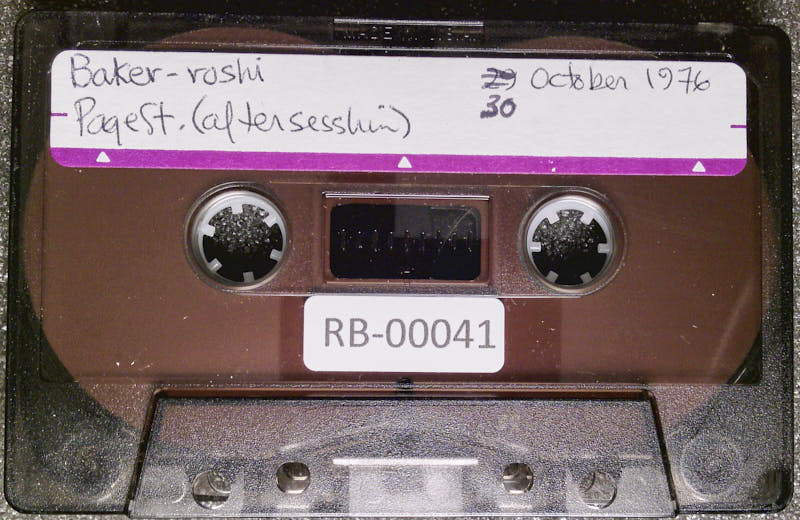 Baker-roshi
29 October 1976
30
Page St. (after sesshin)
RB-00041